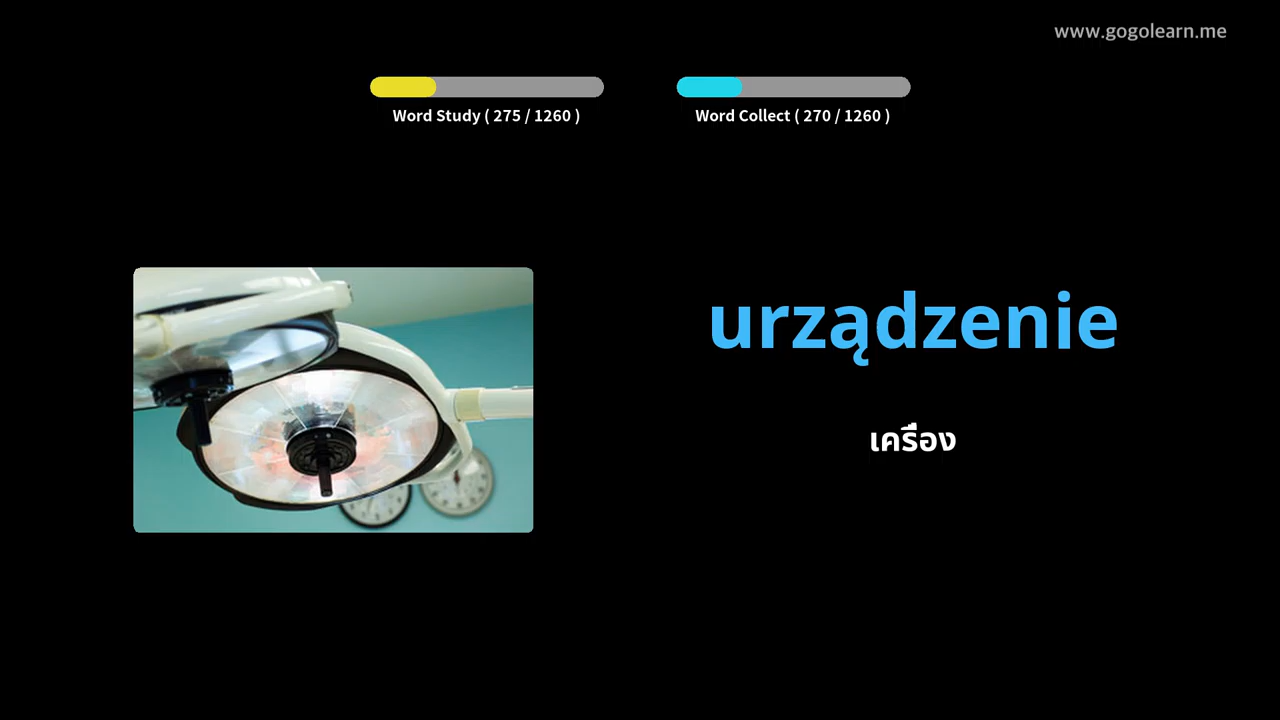 www.gogolearn.me
Word Study ( 275 / 1260 )
Word Collect ( 270 / 1260 )
urządzenie
เครื่อง